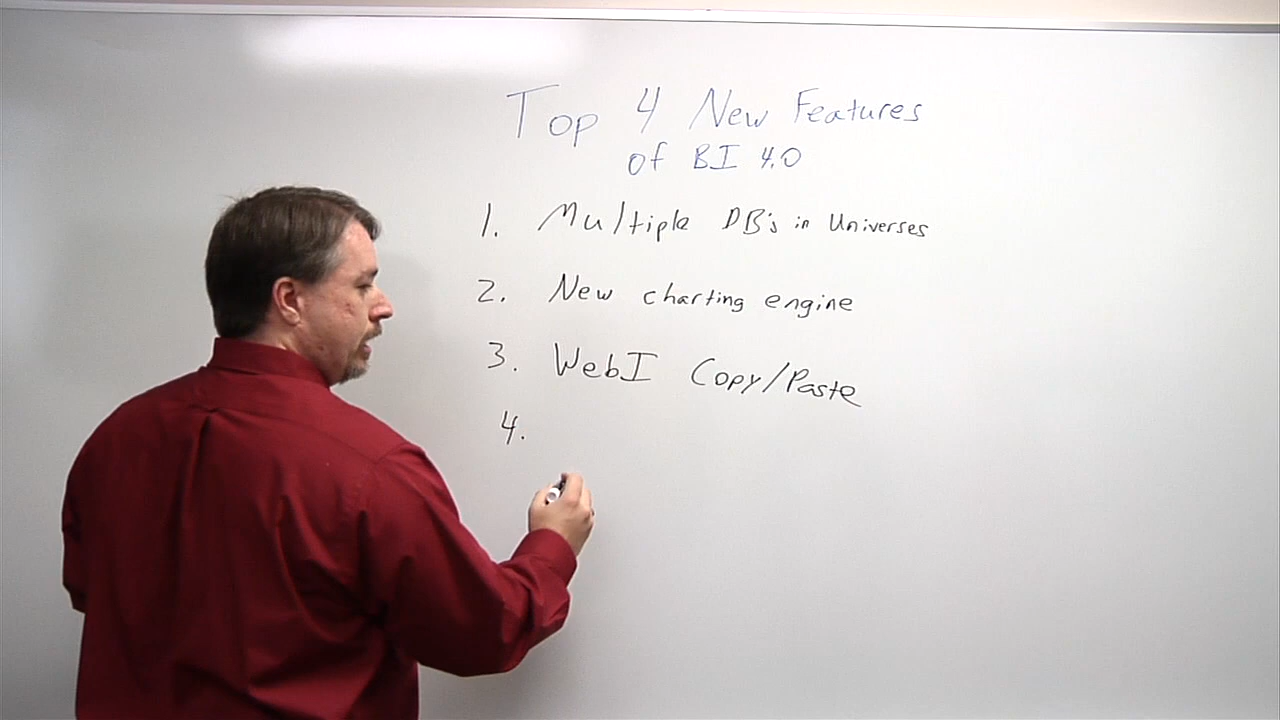 Top 4 New Features
of BI 4.0
1. Multiple DB's in Universes
2. New charting engine
3. WebI Copy/Paste
4.